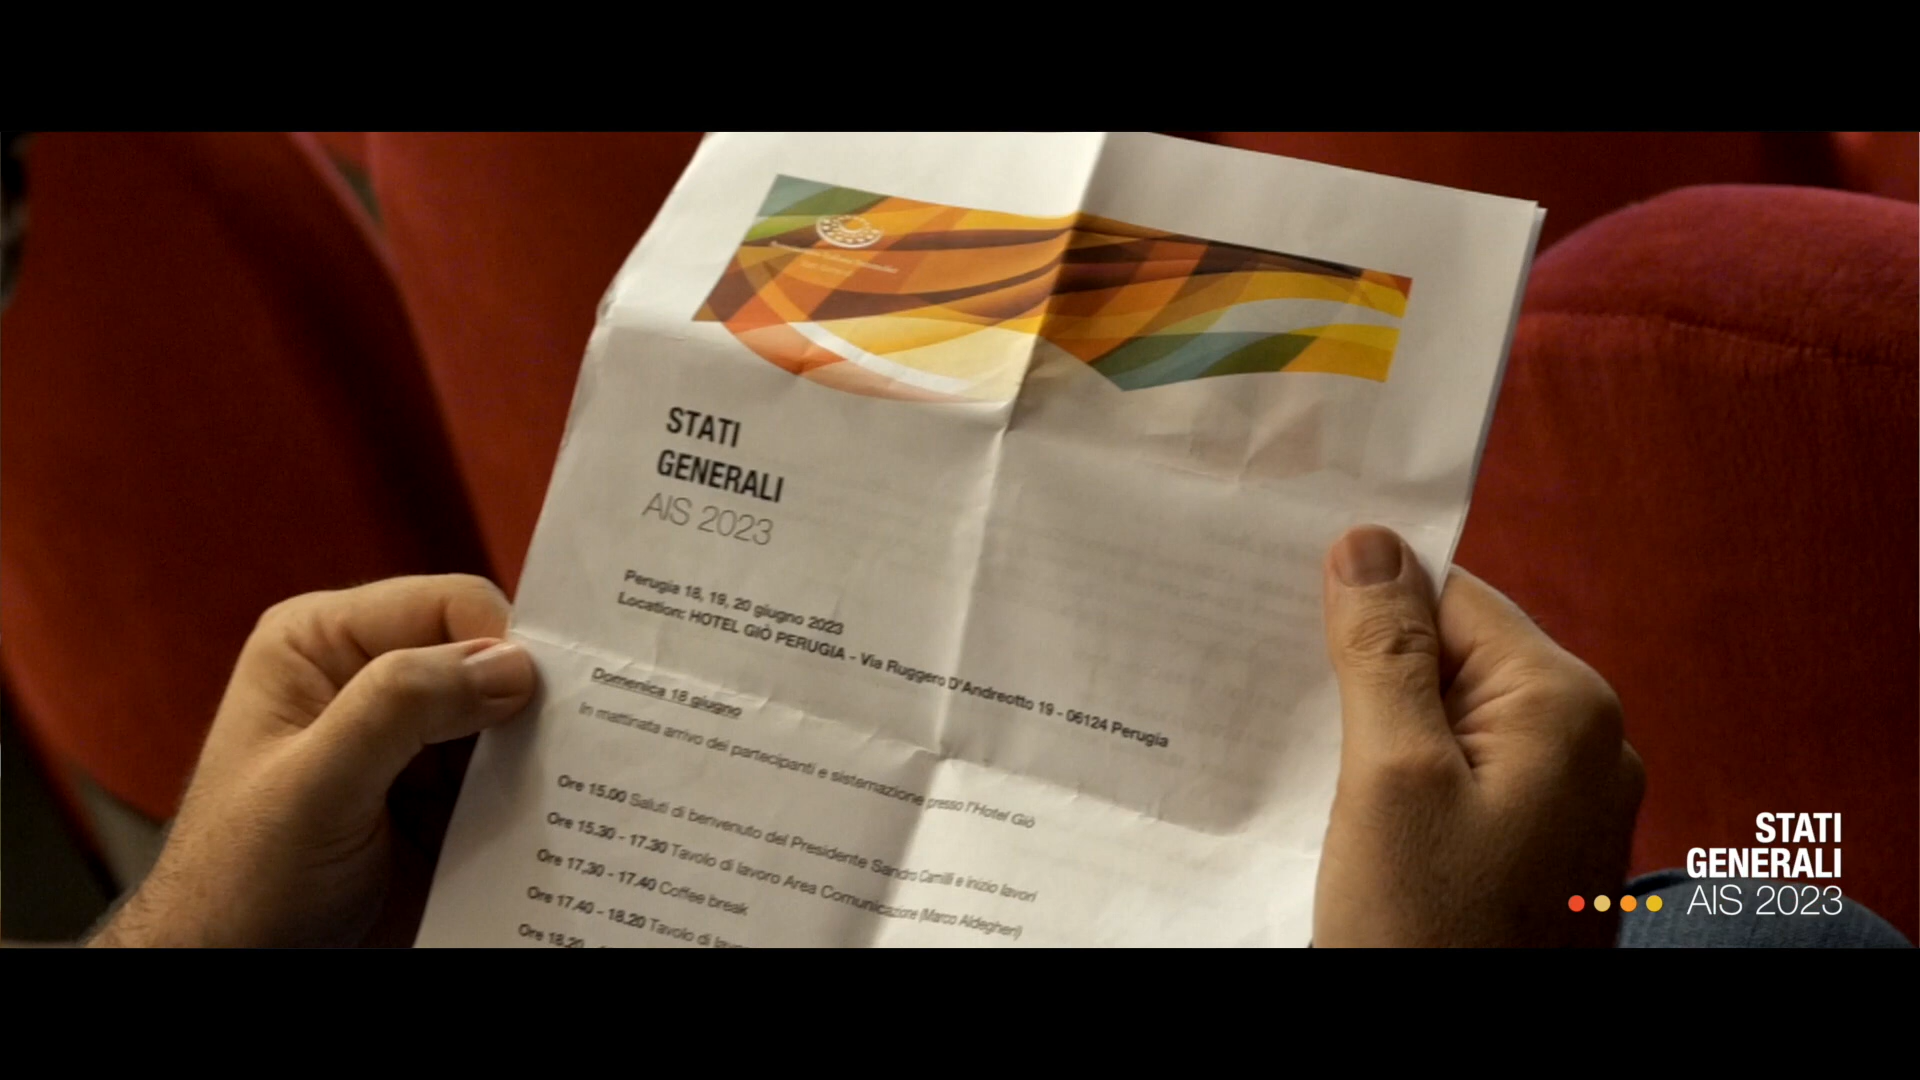 STATI
GENERALI
AIS 2023
Perugia 18, 19, 20 giugno 2023
Location: HOTEL GIÒ PERUGIA - Via Ruggero D'Andreotto 19 - 06124 Perugia
Domenica 18 giugno
In mattinata arrivo dei partecipanti e sistemazione presso l'Hotel Giò
Ore 15.00 Saluti di benvenuto del Presidente Sandro Camilli e inizio lavori
Ore 15.30 - 17.30 Tavolo di lavoro Area Comunicazione (Marco Aldegheri)
Ore 17,30 - 17.40 Coffee break
Ore 17.40 - 18.20 Tavolo di
Ore 18.20
STATI
GENERALI
AIS 2023